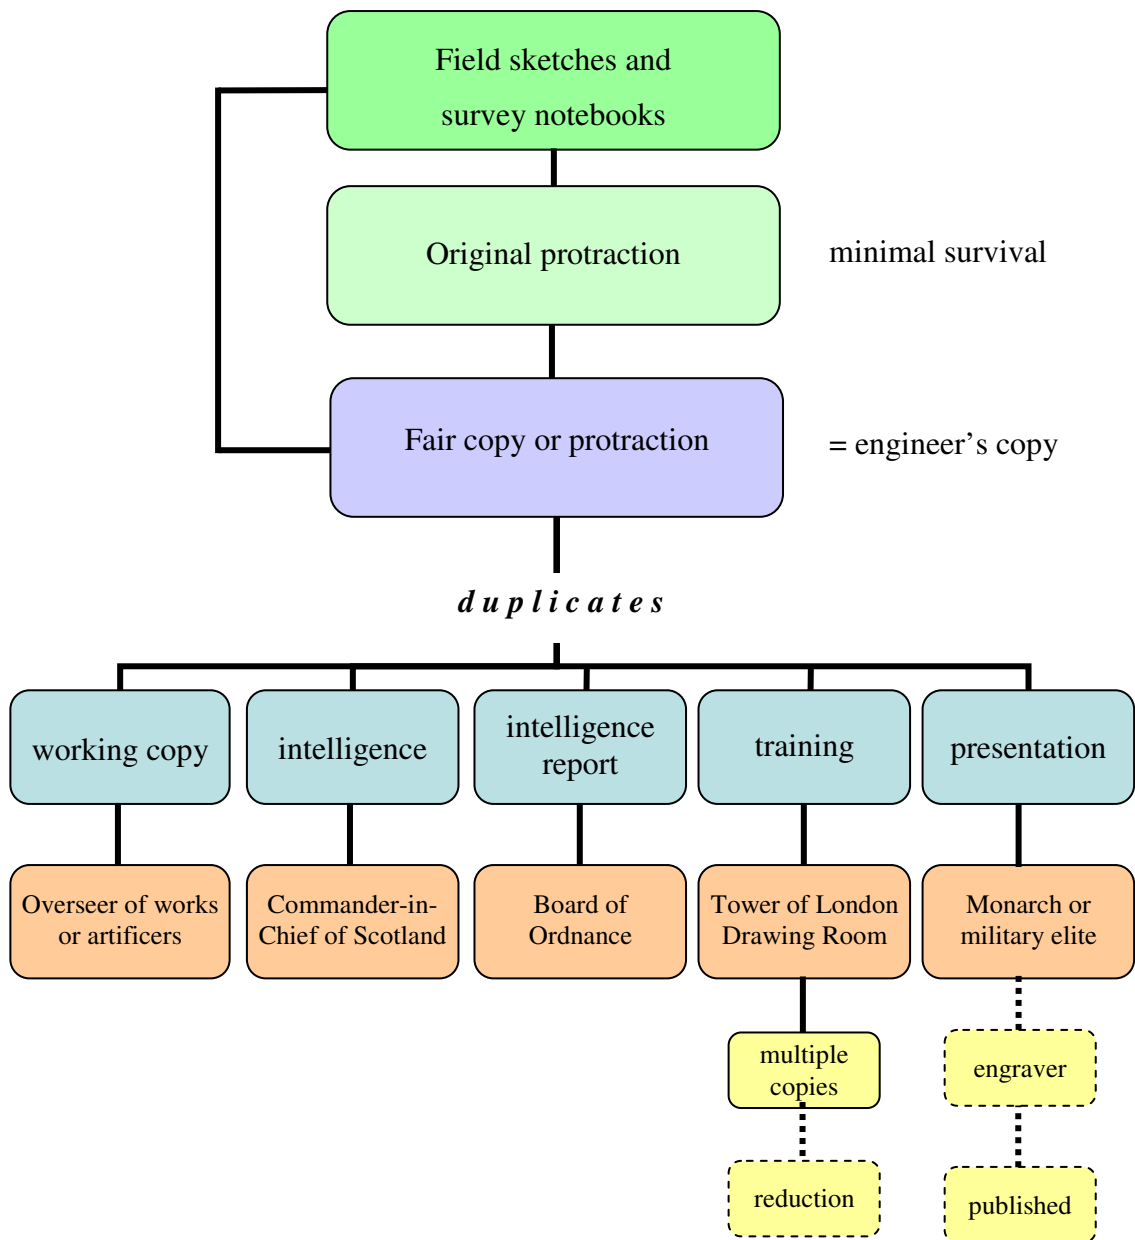 Field sketches and
survey notebooks
Original protraction
minimal survival
Fair copy or protraction
= engineer’s copy
duplicates
working copy
intelligence
intelligence
report
training
presentation
Overseer of works
or artificers
Commander-in-
Chief of Scotland
Board of
Ordnance
Tower of London
Drawing Room
Monarch or
military elite
multiple
copies
engraver
reduction
published